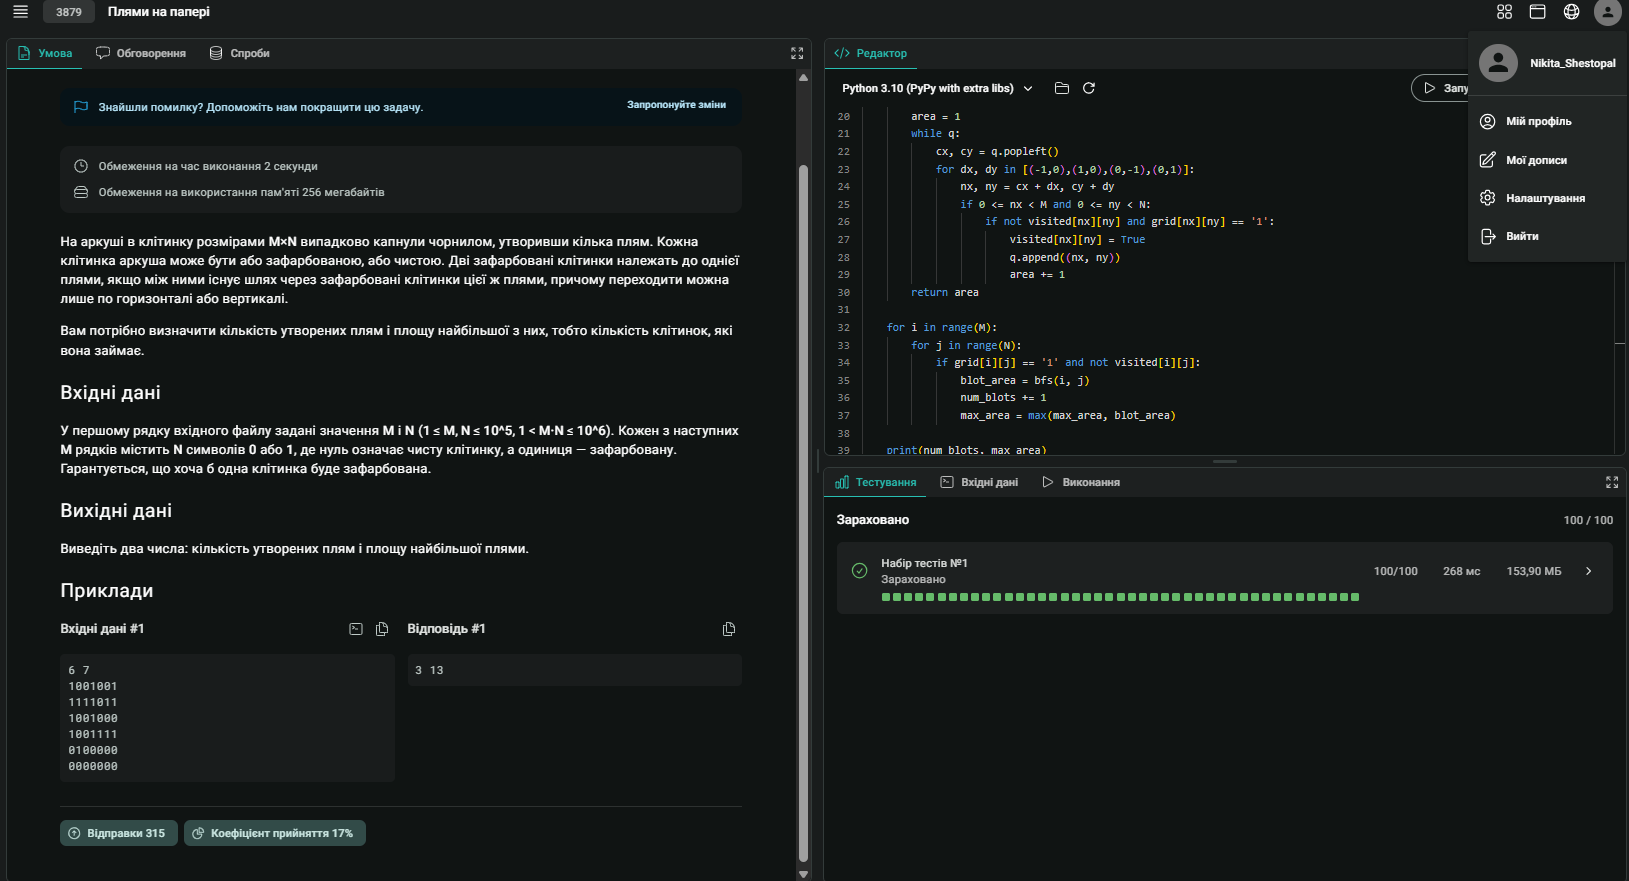 3879
Плями на папері
Умова
Обговорення
Спроби
Знайшли помилку? Допоможіть нам покращити цю задачу.
Запропонуйте зміни
Обмеження на час виконання 2 секунди
Обмеження на використання пам'яті 256 мегабайтів
На аркуші в клітинку розмірами M×N випадково капнули чорнилом, утворивши кілька плям. Кожна
клітинка аркуша може бути або зафарбованою, або чистою. Дві зафарбовані клітинки належать до однієї
плями, якщо між ними існує шлях через зафарбовані клітинки цієї ж плями, причому переходити можна
лише по горизонталі або вертикалі.
Вам потрібно визначити кількість утворених плям і площу найбільшої з них, тобто кількість клітинок, які
вона займає.
Вхідні дані
У першому рядку вхідного файлу задані значення M і N (1 ≤ M, N ≤ 10^5, 1 < M·N ≤ 10^6). Кожен з наступних
M рядків містить N символів 0 або 1, де нуль означає чисту клітинку, а одиниця — зафарбовану.
Гарантується, що хоча б одна клітинка буде зафарбована.
Вихідні дані
Виведіть два числа: кількість утворених плям і площу найбільшої плями.
Приклади
Вхідні дані #1
6 7
1001001
1111011
1001000
1001111
0100000
0000000
Відповідь #1
3 13
Відправки 315
Коефіцієнт прийняття 17%
Редактор
Python 3.10 (PyPy with extra libs)
Запу
20 area = 1
21 while q:
22 cx, cy = q.popleft()
23 for dx, dy in [(-1,0),(1,0),(0,-1),(0,1)]:
24 nx, ny = cx + dx, cy + dy
25 if 0 <= nx < M and 0 <= ny < N:
26 if not visited[nx][ny] and grid[nx][ny] == '1':
27 visited[nx][ny] = True
28 q.append((nx, ny))
29 area += 1
30 return area
31
32 for i in range(M):
33 for j in range(N):
34 if grid[i][j] == '1' and not visited[i][j]:
35 blot_area = bfs(i, j)
36 num_blots += 1
37 max_area = max(max_area, blot_area)
38
39 print(num_blots, max_area)
Nikita_Shestopal
Мій профіль
Мої дописи
Налаштування
Вийти
Тестування
Вхідні дані
Виконання
Зараховано
100 / 100
Набір тестів №1
Зараховано
100/100
268 мс
153,90 МБ